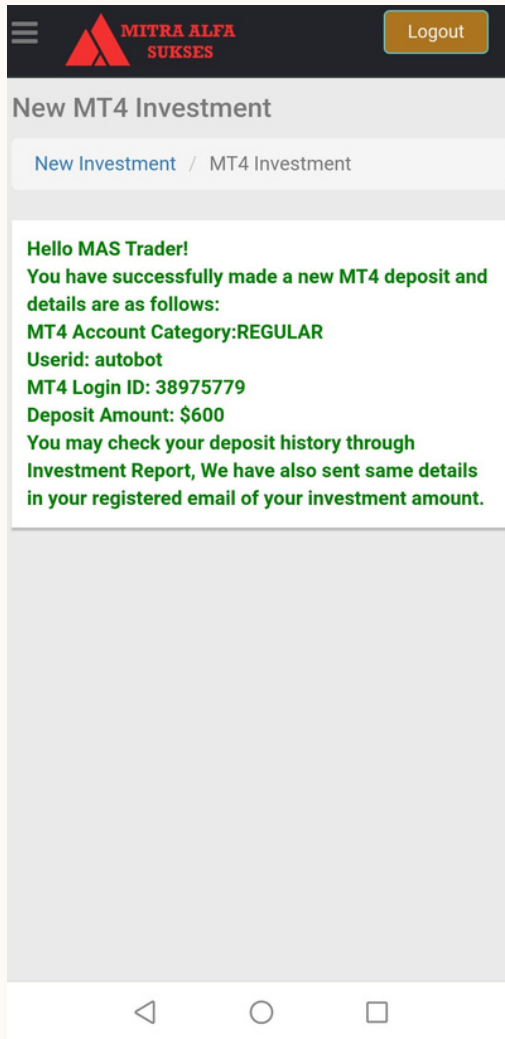 MITRA ALFA
SUKSES
Logout
New MT4 Investment
New Investment / MT4 Investment
Hello MAS Trader!
You have successfully made a new MT4 deposit and
details are as follows:
MT4 Account Category:REGULAR
Userid: autobot
MT4 Login ID: 38975779
Deposit Amount: $600
You may check your deposit history through
Investment Report, We have also sent same details
in your registered email of your investment amount.